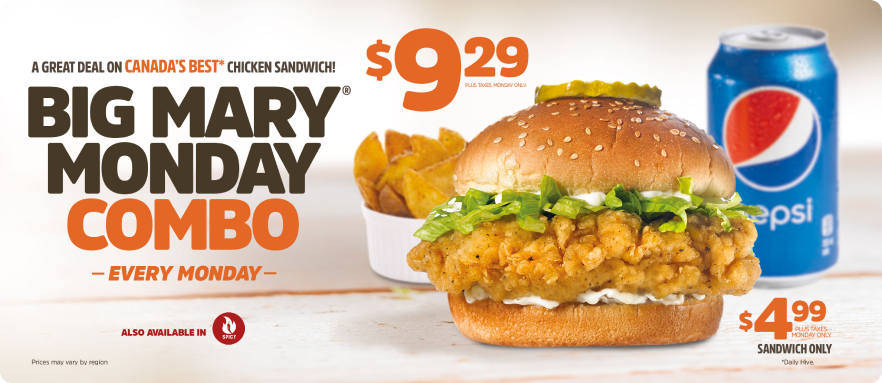 A GREAT DEAL ON CANADA'S BEST* CHICKEN SANDWICH!
BIG MARY®
MONDAY
COMBO
– EVERY MONDAY –
ALSO AVAILABLE IN
SPICY
Prices may vary by region
$9.29
PLUS TAXES. MONDAY ONLY.
epsi
$4.99
PLUS TAXES.
MONDAY ONLY.
SANDWICH ONLY
*Daily Hive.